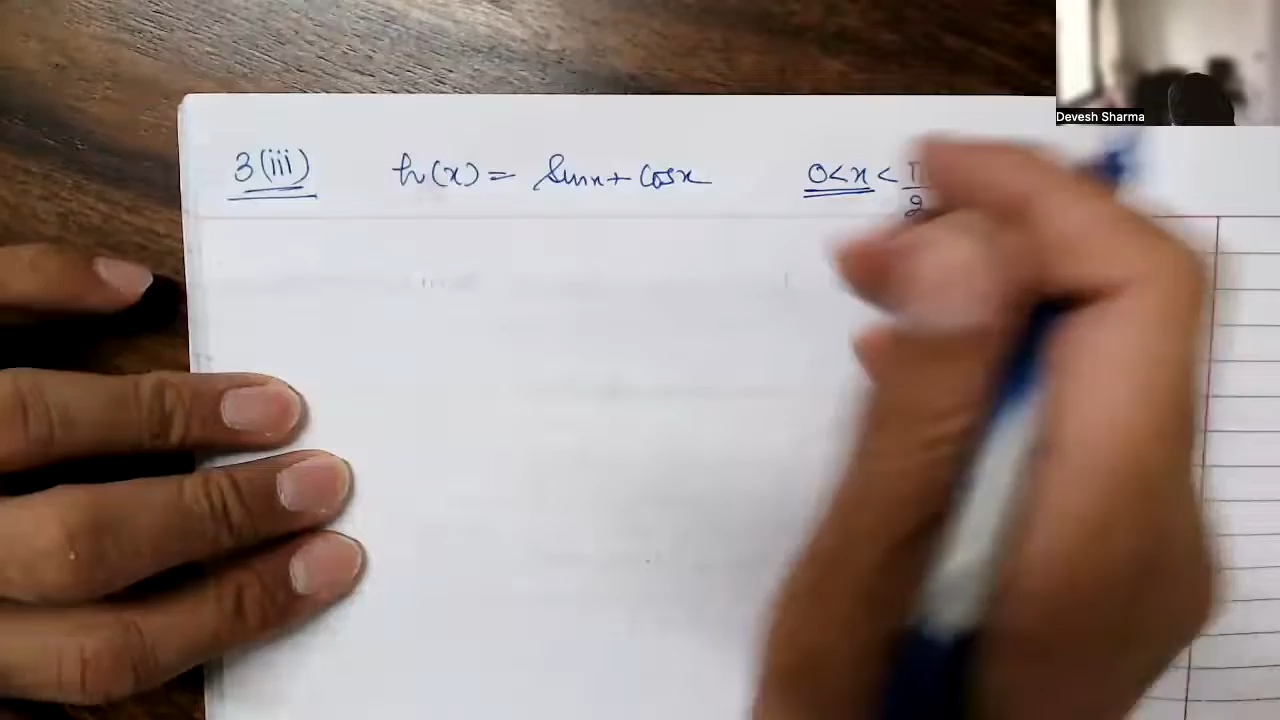 Devesh Sharma
3(iii) h(x) = Sinx + Cosx 0<x<π/2